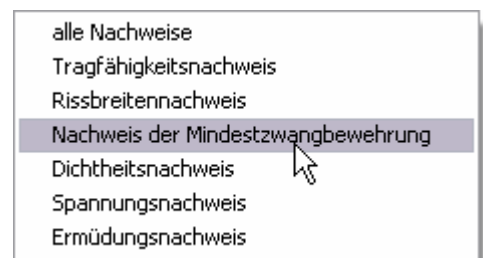 alle Nachweise
Tragfähigkeitsnachweis
Rissbreitennachweis
Nachweis der Mindestzwangbewehrung
Dichtheitsnachweis
Spannungsnachweis
Ermüdungsnachweis